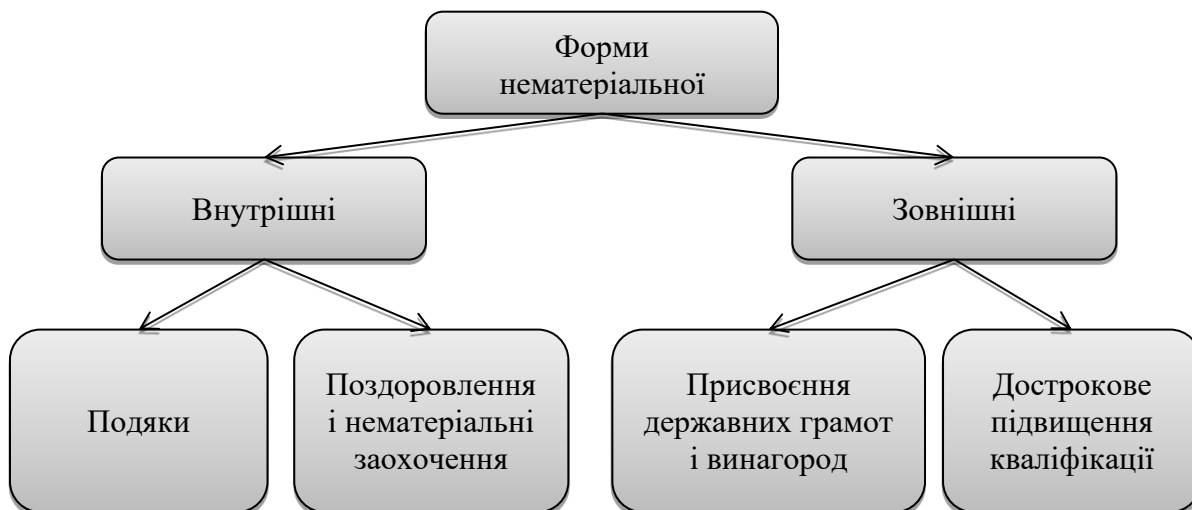 Форми
нематеріальної
Внутрішні
Зовнішні
Подяки
Поздоровлення
і нематеріальні
заохочення
Присвоєння
державних грамот
і винагород
Дострокове
підвищення
кваліфікації